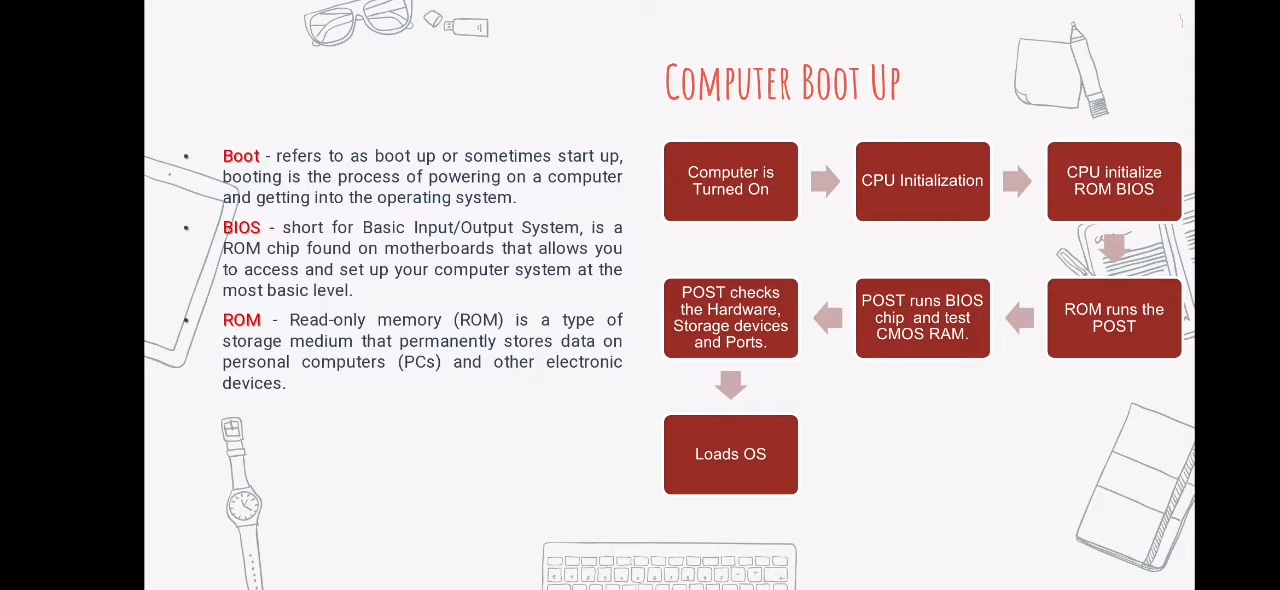 Computer Boot Up
• Boot - refers to as boot up or sometimes start up,
booting is the process of powering on a computer
and getting into the operating system.
• BIOS - short for Basic Input/Output System, is a
ROM chip found on motherboards that allows you
to access and set up your computer system at the
most basic level.
• ROM - Read-only memory (ROM) is a type of
storage medium that permanently stores data on
personal computers (PCs) and other electronic
devices.
Computer is
Turned On
CPU Initialization
CPU initialize
ROM BIOS
ROM runs the
POST
POST runs BIOS
chip and test
CMOS RAM.
POST checks
the Hardware,
Storage devices
and Ports.
Loads OS